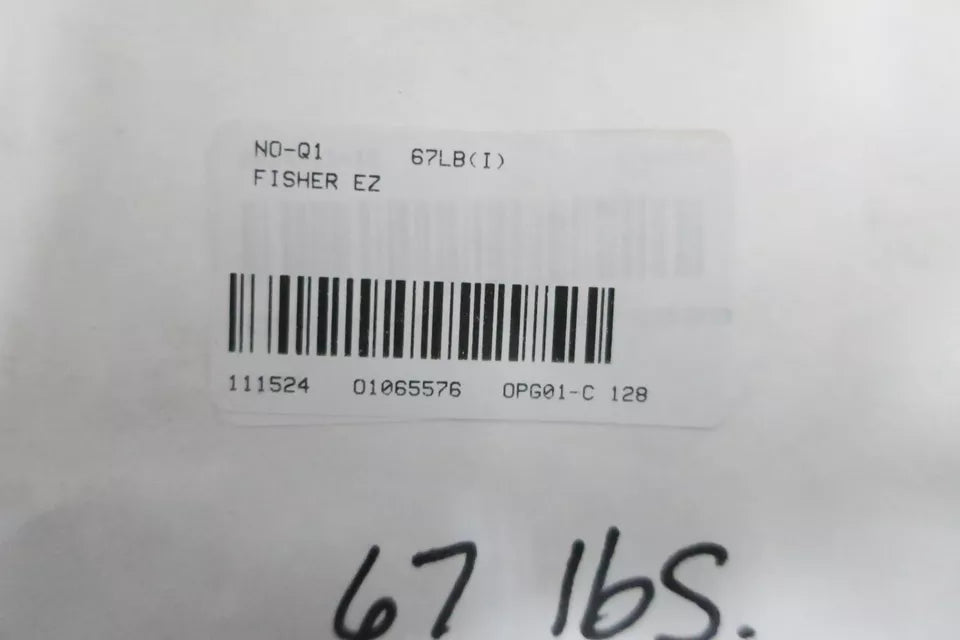 NO-Q1 67LB(I)
FISHER EZ
111524 01065576 OPG01-C 128
67 lbs.